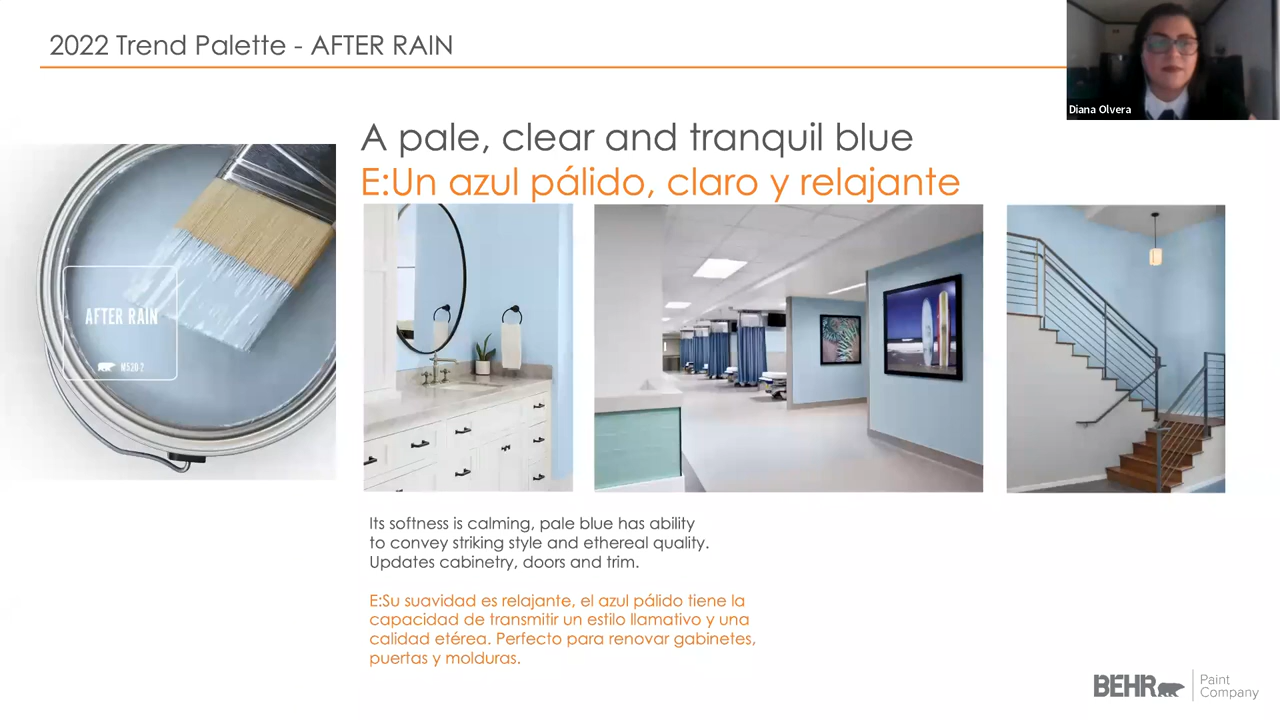 2022 Trend Palette - AFTER RAIN
Diana Olvera
A pale, clear and tranquil blue
E:Un azul pálido, claro y relajante
AFTER RAIN
M520-2
Its softness is calming, pale blue has ability
to convey striking style and ethereal quality.
Updates cabinetry, doors and trim.
E:Su suavidad es relajante, el azul pálido tiene la
capacidad de transmitir un estilo llamativo y una
calidad etérea. Perfecto para renovar gabinetes,
puertas y molduras.
BEHR
Paint
Company